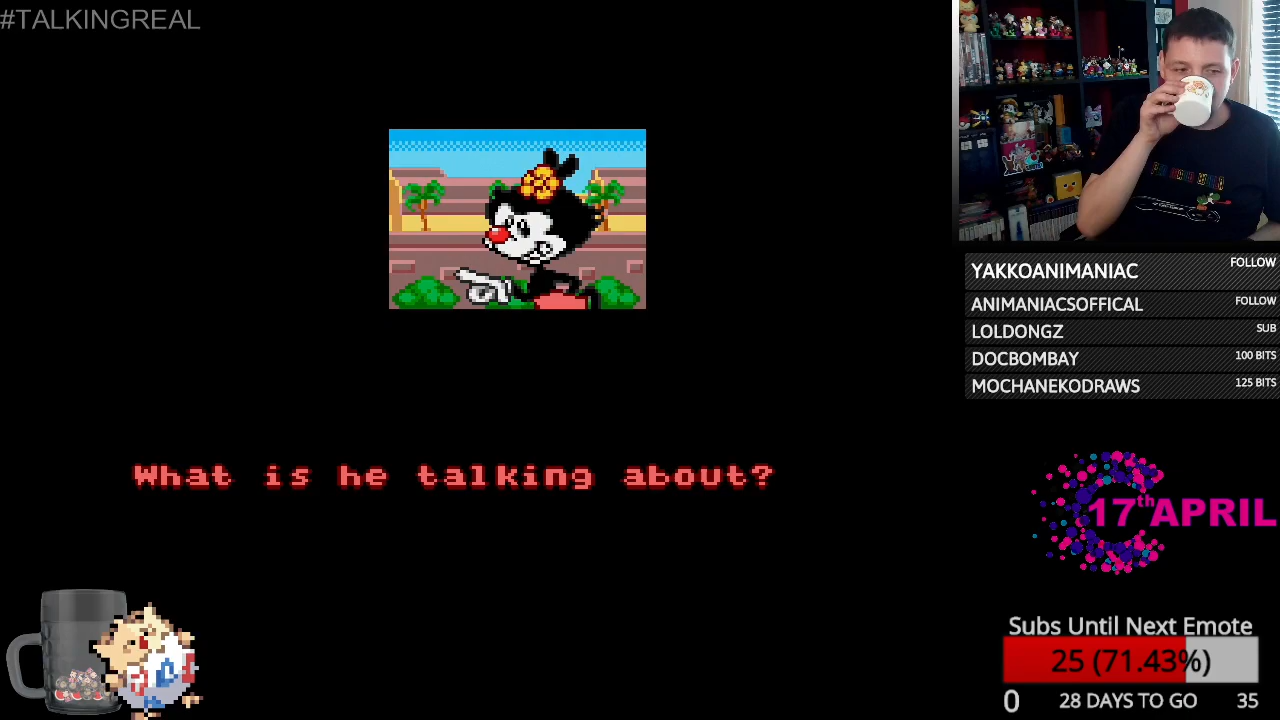 #TALKINGREAL
What is he talking about?
YAKKOANIMANIAC FOLLOW
ANIMANIACSOFFICAL FOLLOW
LOLDONGZ SUB
DOCBOMBAY 100 BITS
MOCHANEKODRAWS 125 BITS
17th APRIL
Subs Until Next Emote
25 (71.43%)
0 28 DAYS TO GO 35